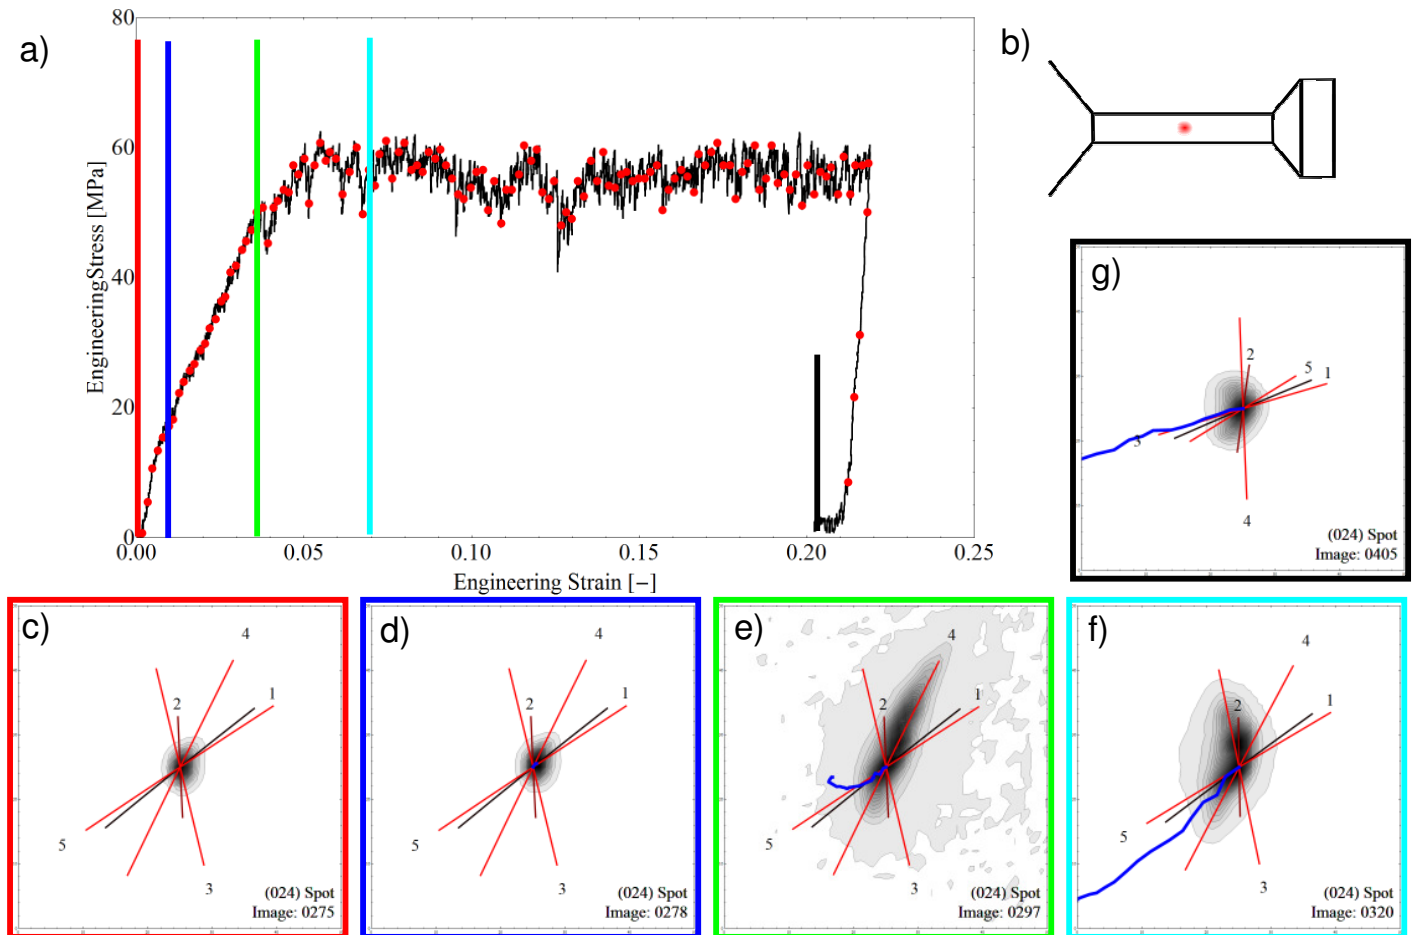 a)
80
60
40
20
0
EngineeringStress [MPa]
0.00 0.05 0.10 0.15 0.20 0.25
Engineering Strain [−]
b)
g)
2
5
1
3
4
(024) Spot
Image: 0405
c)
4
2
1
5
3
(024) Spot
Image: 0275
d)
4
2
1
5
3
(024) Spot
Image: 0278
e)
4
2
1
5
3
(024) Spot
Image: 0297
f)
4
2
1
5
3
(024) Spot
Image: 0320